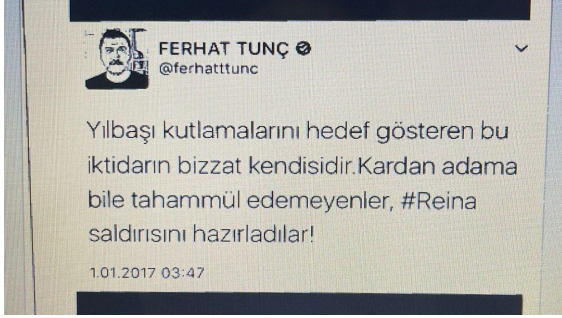 FERHAT TUNÇ
@ferhatttunc
Yılbaşı kutlamalarını hedef gösteren bu
iktidarın bizzat kendisidir.Kardan adama
bile tahammül edemeyenler, #Reina
saldırısını hazırladılar!
1.01.2017 03:47